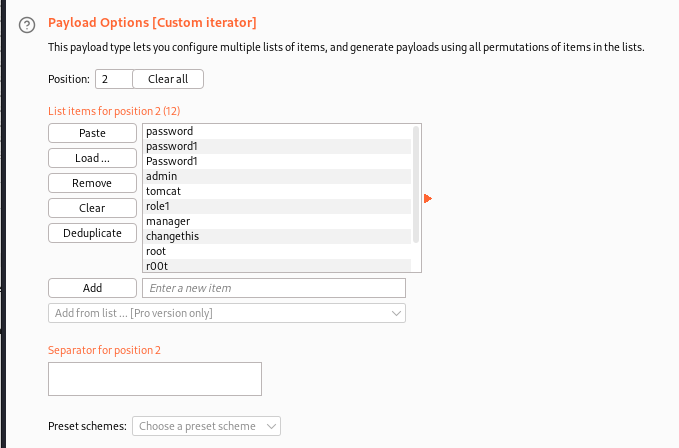 Payload Options [Custom iterator]
This payload type lets you configure multiple lists of items, and generate payloads using all permutations of items in the lists.
Position: 2 Clear all
List items for position 2 (12)
Paste
Load ...
Remove
Clear
Deduplicate
password
password1
Password1
admin
tomcat
role1
manager
changethis
root
r00t
Add Enter a new item
Add from list ... [Pro version only]
Separator for position 2
Preset schemes: Choose a preset scheme